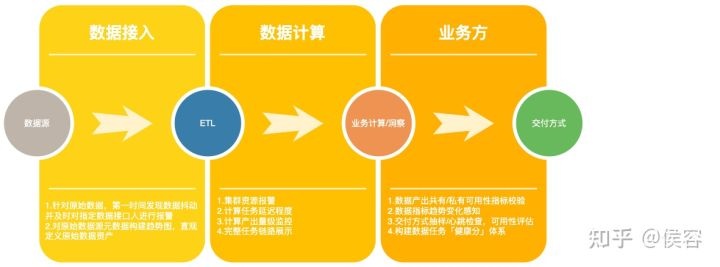 数据接入
数据计算
业务方
数据源
ETL
业务计算/洞察
交付方式
1.针对原始数据，第一时间发现数据抖动
并及时对指定数据接口人进行报警
2.对原始数据源元数据构建趋势图，直观
定义原始数据资产
1.集群资源报警
2.计算任务延迟程度
3.计算产出量级监控
4.完整任务链路展示
1.数据产出共有/私有可用性指标校验
2.数据指标趋势变化感知
3.交付方式抽样/心跳检查，可用性评估
4.构建数据任务「健康分」体系
知乎 @侯容